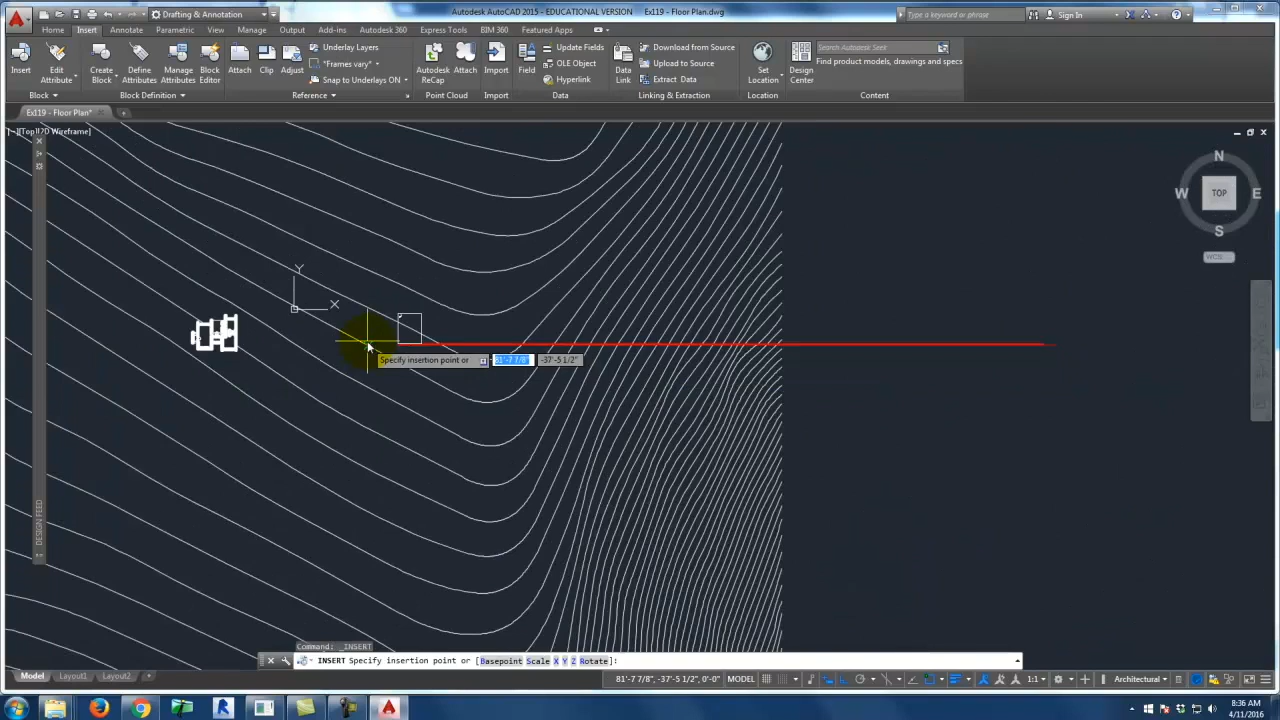 Drafting & Annotation
Autodesk AutoCAD 2015 - EDUCATIONAL VERSION Ex119 - Floor Plan.dwg
Type a keyword or phrase
Sign In
Home Insert Annotate Parametric View Manage Output Add-ins Autodesk 360 Express Tools BIM 360 Featured Apps
Insert
Edit Attribute
Create Block
Define Attributes
Manage Attributes
Block Editor
Attach
Clip
Adjust
Underlay Layers
*Frames vary*
Snap to Underlays ON
Autodesk ReCap
Attach
Import
Field
Update Fields
OLE Object
Hyperlink
Data Link
Download from Source
Upload to Source
Extract Data
Set Location
Design Center
Search Autodesk Seek
Find product models, drawings and specs
Block Block Definition Reference Point Cloud Import Data Linking & Extraction Location Content
Ex119 - Floor Plan*
[-][Top][2D Wireframe]
N
W TOP E
S
WCS
Y
X
Specify insertion point or 81'-7 7/8" -37'-5 1/2"
DESIGN FEED
Command: _INSERT
INSERT Specify insertion point or [Basepoint Scale X Y Z Rotate]:
Model Layout1 Layout2 +
81'-7 7/8", -37'-5 1/2", 0'-0" MODEL 1:1 Architectural
8:36 AM
4/11/2016